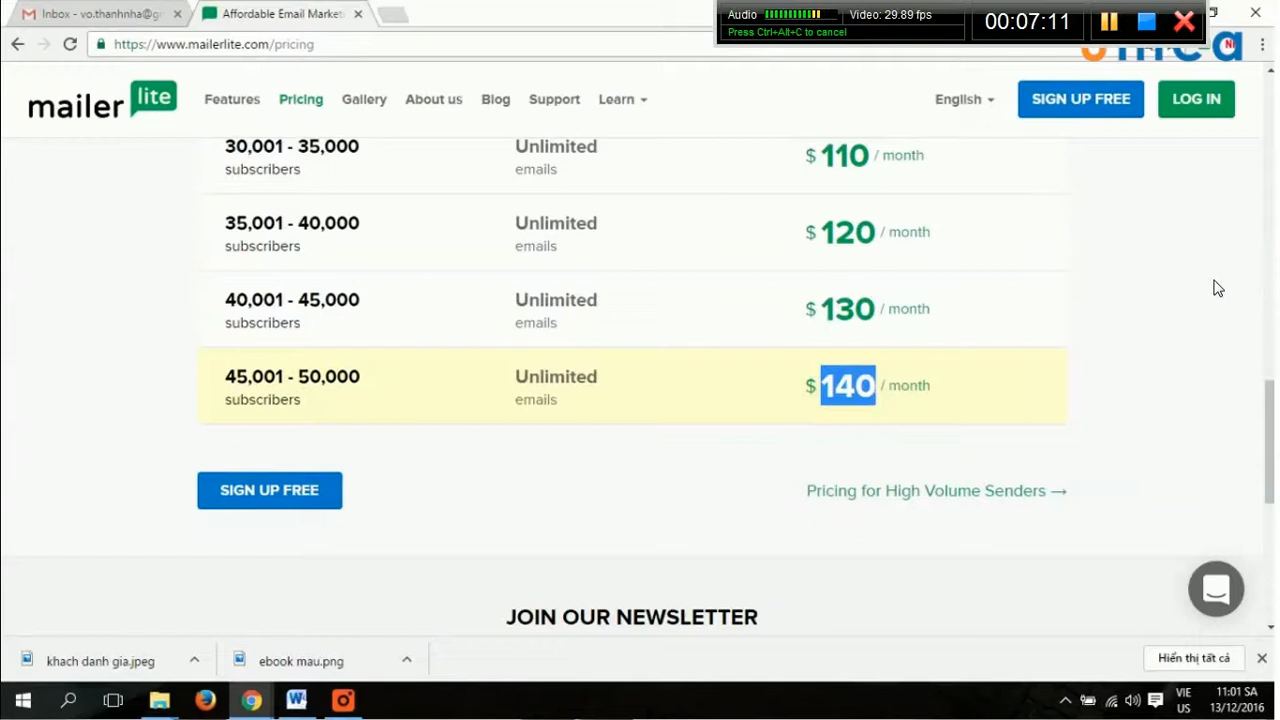 Inbox - vo.thanhnha@gm
Affordable Email Market
Audio
Video: 29.89 fps
Press Ctrl+Alt+C to cancel
00:07:11
https://www.mailerlite.com/pricing
mailer lite
Features
Pricing
Gallery
About us
Blog
Support
Learn
English
SIGN UP FREE
LOG IN
30,001 - 35,000
subscribers
Unlimited
emails
$ 110 / month
35,001 - 40,000
subscribers
Unlimited
emails
$ 120 / month
40,001 - 45,000
subscribers
Unlimited
emails
$ 130 / month
45,001 - 50,000
subscribers
Unlimited
emails
$ 140 / month
SIGN UP FREE
Pricing for High Volume Senders →
JOIN OUR NEWSLETTER
khach danh gia.jpeg
ebook mau.png
Hiển thị tất cả
VIE
US
11:01 SA
13/12/2016